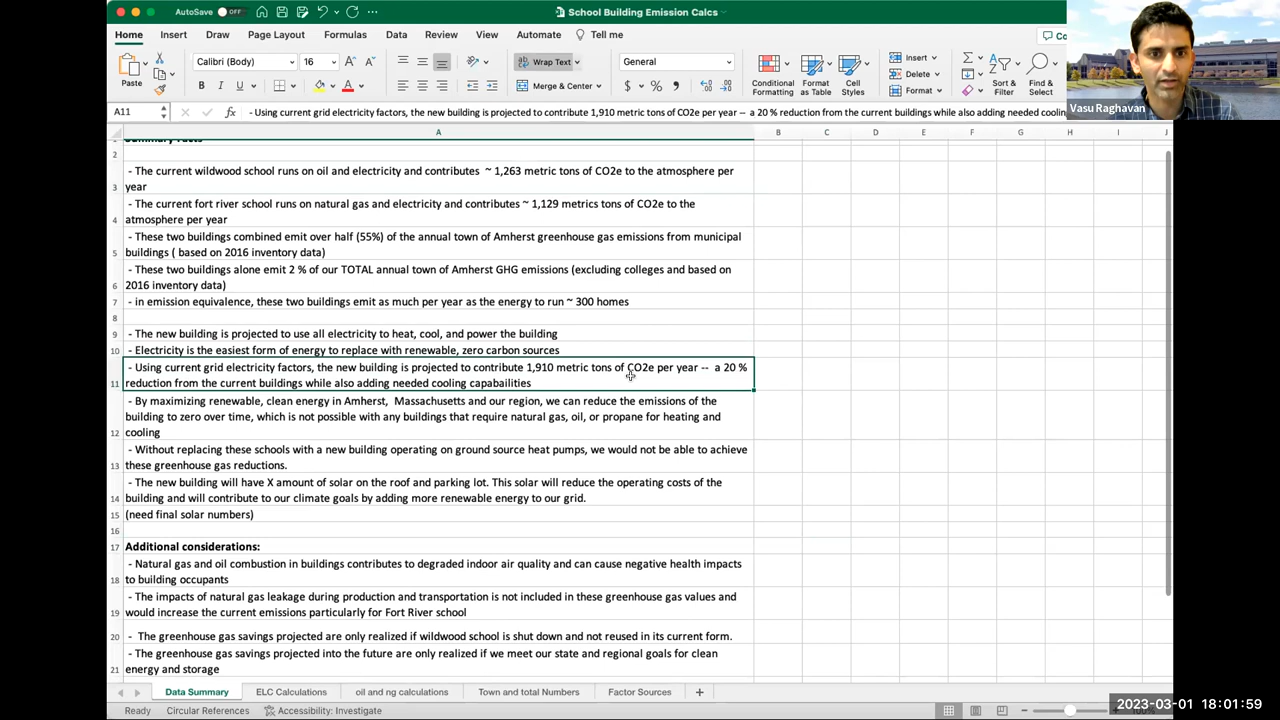 AutoSave OFF
School Building Emission Calcs
Home Insert Draw Page Layout Formulas Data Review View Automate Tell me
Co
Paste
Calibri (Body) 16
B I U
Wrap Text
Merge & Center
General
Conditional Formatting
Format as Table
Cell Styles
Insert
Delete
Format
Sort & Filter
Find & Select
Vasu Raghavan
A11
fx
- Using current grid electricity factors, the new building is projected to contribute 1,910 metric tons of CO2e per year -- a 20 % reduction from the current buildings while also adding needed coolin
A B C D E F G H I J
2
3 - The current wildwood school runs on oil and electricity and contributes ~ 1,263 metric tons of CO2e to the atmosphere per
year
4 - The current fort river school runs on natural gas and electricity and contributes ~ 1,129 metrics tons of CO2e to the
atmosphere per year
5 - These two buildings combined emit over half (55%) of the annual town of Amherst greenhouse gas emissions from municipal
buildings ( based on 2016 inventory data)
6 - These two buildings alone emit 2 % of our TOTAL annual town of Amherst GHG emissions (excluding colleges and based on
2016 inventory data)
7 - in emission equivalence, these two buildings emit as much per year as the energy to run ~ 300 homes
8
9 - The new building is projected to use all electricity to heat, cool, and power the building
10 - Electricity is the easiest form of energy to replace with renewable, zero carbon sources
11 - Using current grid electricity factors, the new building is projected to contribute 1,910 metric tons of CO2e per year -- a 20 %
reduction from the current buildings while also adding needed cooling capabailities
12 - By maximizing renewable, clean energy in Amherst, Massachusetts and our region, we can reduce the emissions of the
building to zero over time, which is not possible with any buildings that require natural gas, oil, or propane for heating and
cooling
13 - Without replacing these schools with a new building operating on ground source heat pumps, we would not be able to achieve
these greenhouse gas reductions.
14 - The new building will have X amount of solar on the roof and parking lot. This solar will reduce the operating costs of the
building and will contribute to our climate goals by adding more renewable energy to our grid.
15 (need final solar numbers)
16
17 Additional considerations:
18 - Natural gas and oil combustion in buildings contributes to degraded indoor air quality and can cause negative health impacts
to building occupants
19 - The impacts of natural gas leakage during production and transportation is not included in these greenhouse gas values and
would increase the current emissions particularly for Fort River school
20 - The greenhouse gas savings projected are only realized if wildwood school is shut down and not reused in its current form.
21 - The greenhouse gas savings projected into the future are only realized if we meet our state and regional goals for clean
energy and storage
Data Summary ELC Calculations oil and ng calculations Town and total Numbers Factor Sources +
Ready Circular References Accessibility: Investigate
2023-03-01 18:01:59